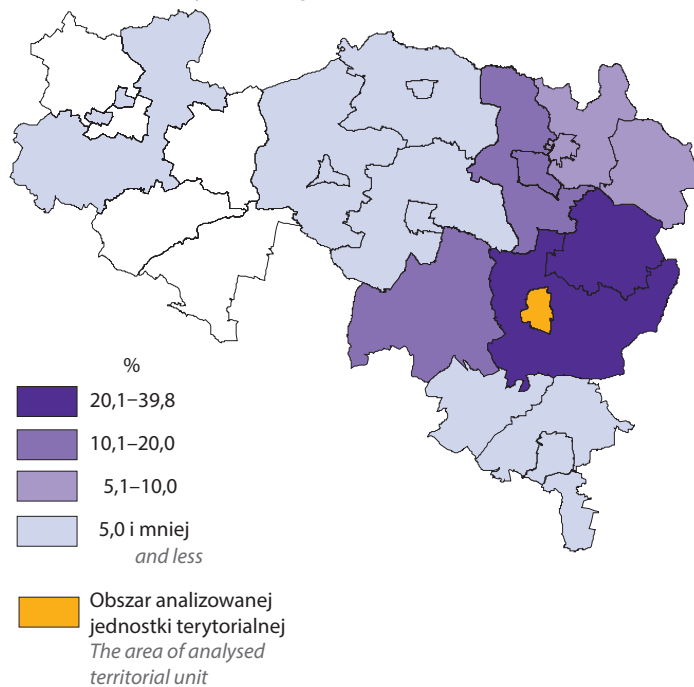 %
20,1–39,8
10,1–20,0
5,1–10,0
5,0 i mniej
and less
Obszar analizowanej
jednostki terytorialnej
The area of analysed
territorial unit